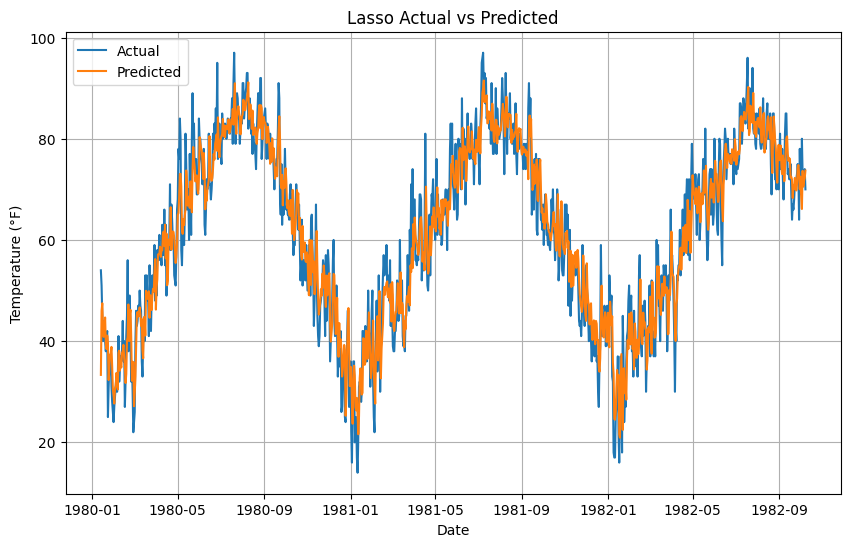 Lasso Actual vs Predicted
Actual
Predicted
Temperature (°F)
100
80
60
40
20
1980-01 1980-05 1980-09 1981-01 1981-05 1981-09 1982-01 1982-05 1982-09
Date